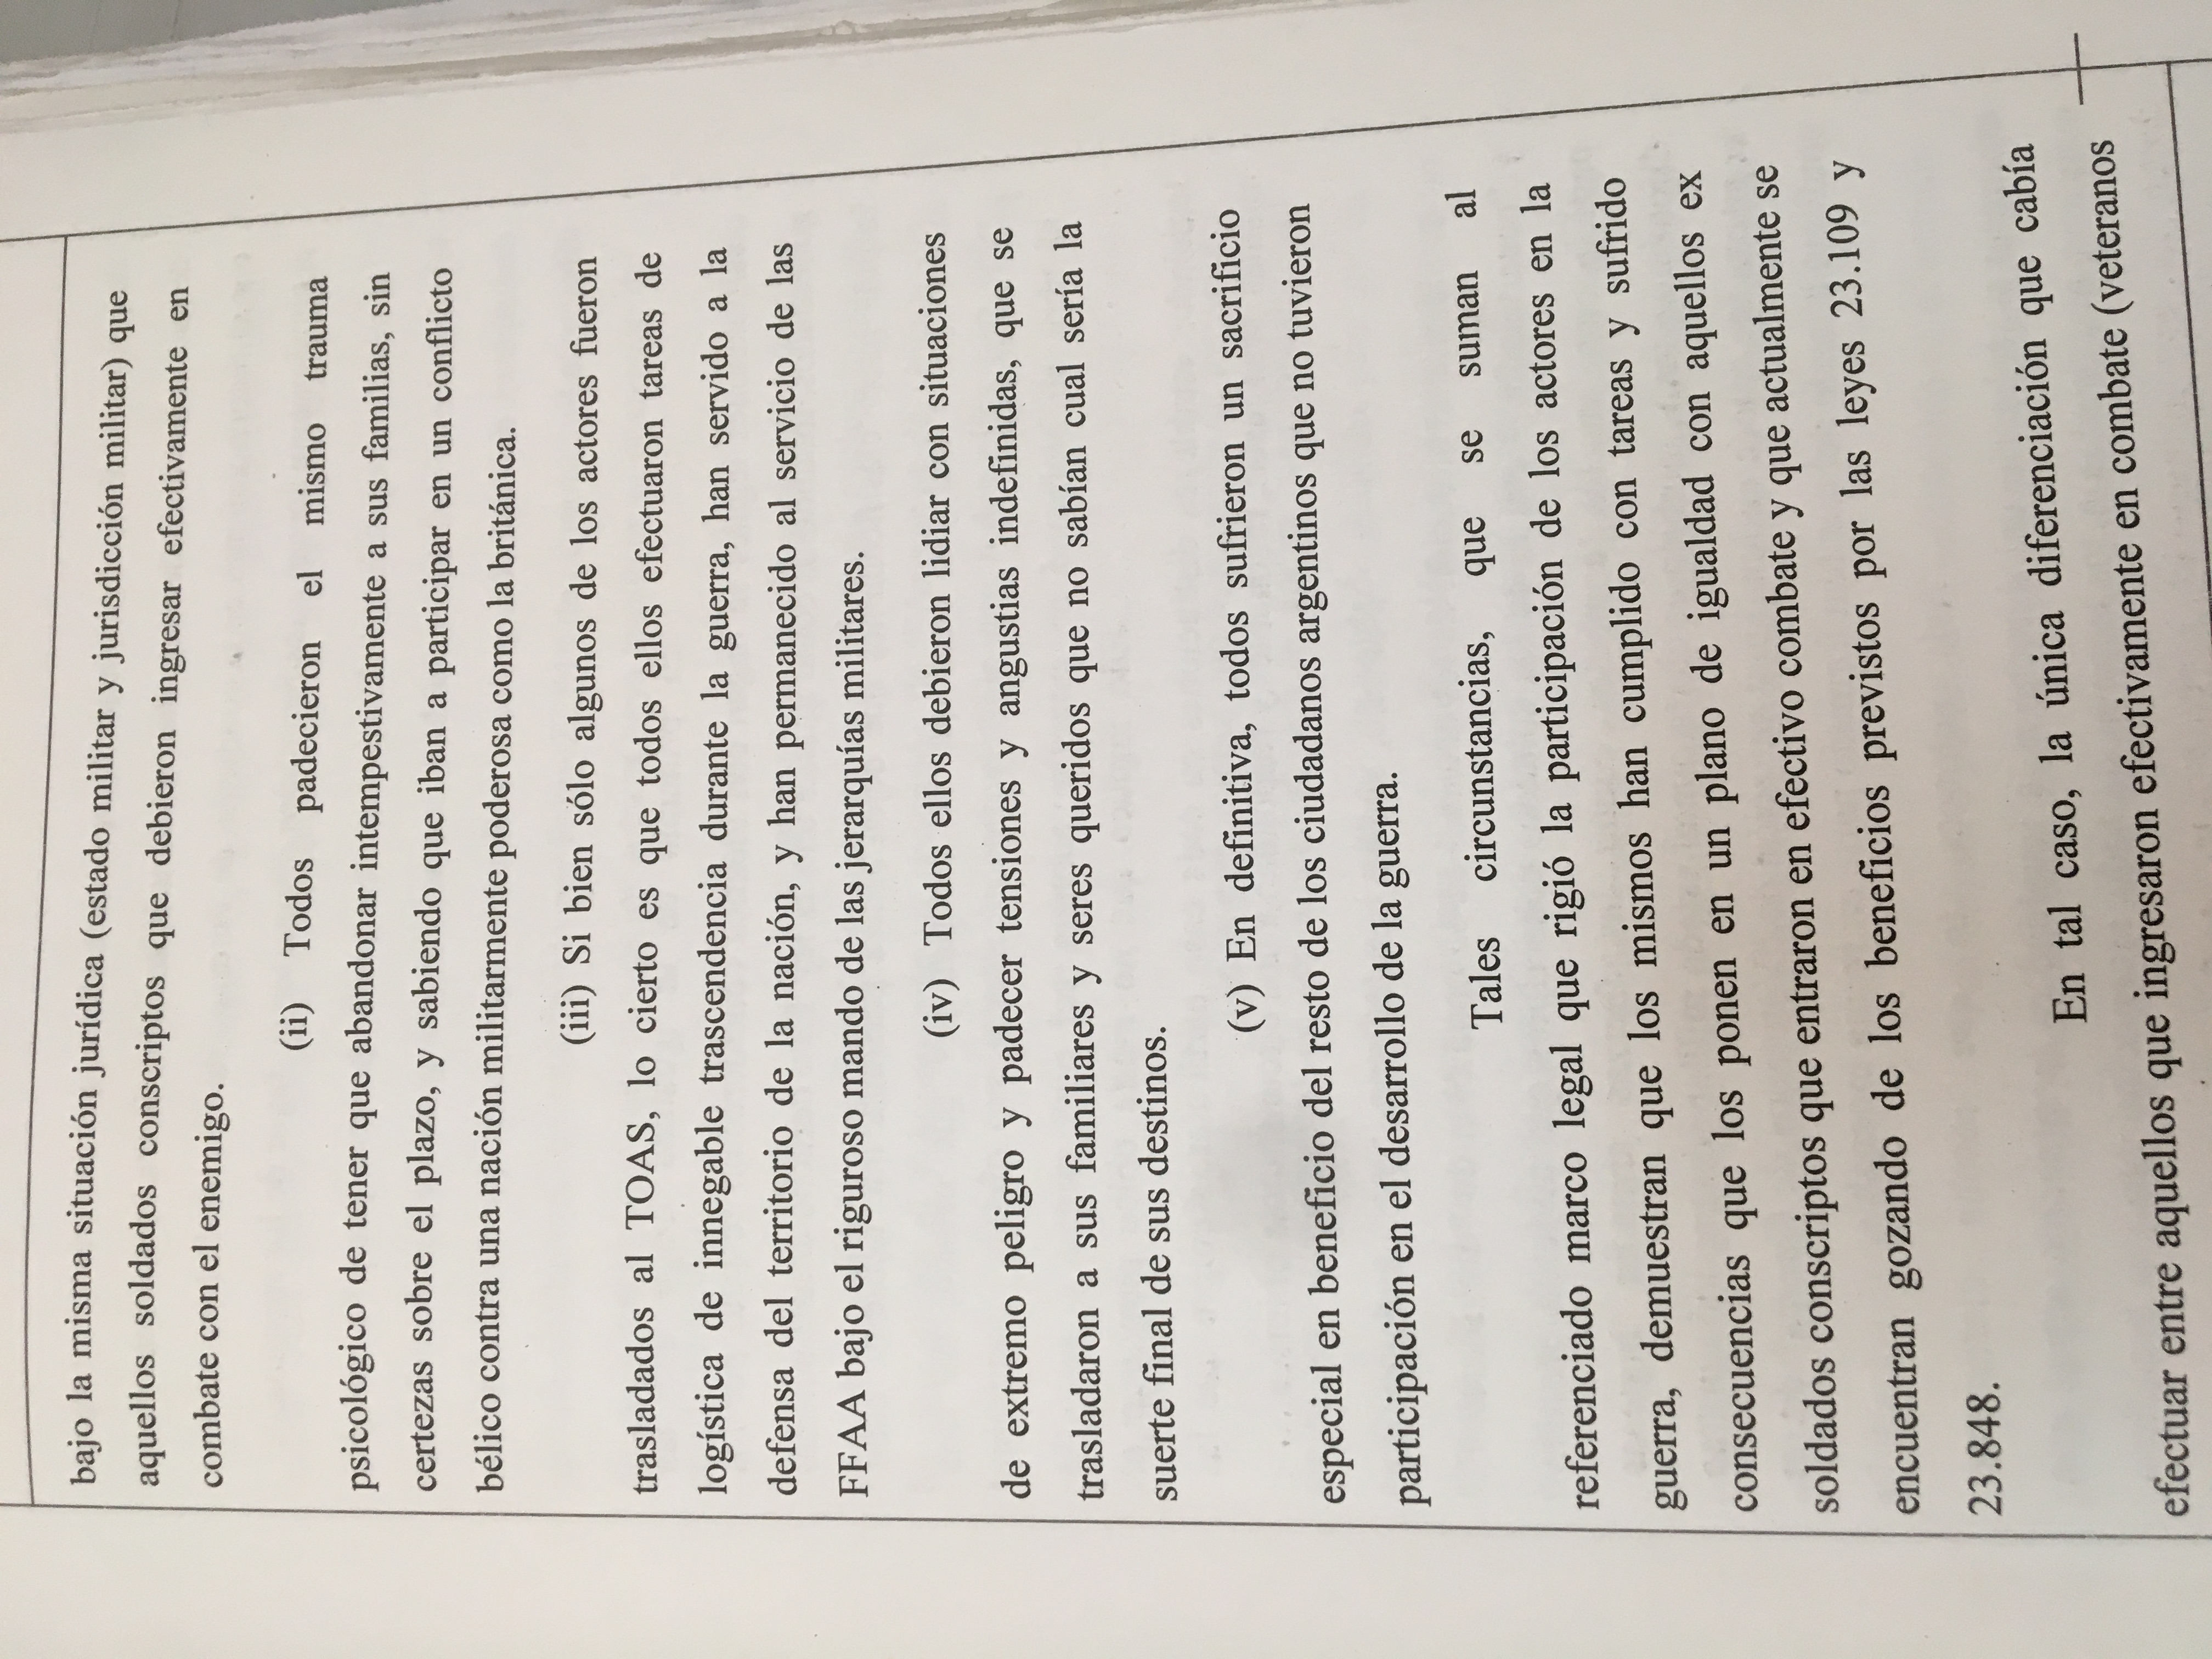 bajo la misma situación jurídica (estado militar y jurisdicción militar) que
aquellos soldados conscriptos que debieron ingresar efectivamente en
combate con el enemigo.
(ii) Todos padecieron el mismo trauma
psicológico de tener que abandonar intempestivamente a sus familias, sin
certezas sobre el plazo, y sabiendo que iban a participar en un conflicto
bélico contra una nación militarmente poderosa como la británica.
(iii) Si bien sólo algunos de los actores fueron
trasladados al TOAS, lo cierto es que todos ellos efectuaron tareas de
logística de innegable trascendencia durante la guerra, han servido a la
defensa del territorio de la nación, y han permanecido al servicio de las
FFAA bajo el riguroso mando de las jerarquías militares.
(iv) Todos ellos debieron lidiar con situaciones
de extremo peligro y padecer tensiones y angustias indefinidas, que se
trasladaron a sus familiares y seres queridos que no sabían cual sería la
suerte final de sus destinos.
(v) En definitiva, todos sufrieron un sacrificio
especial en beneficio del resto de los ciudadanos argentinos que no tuvieron
participación en el desarrollo de la guerra.
Tales circunstancias, que se suman al
referenciado marco legal que rigió la participación de los actores en la
guerra, demuestran que los mismos han cumplido con tareas y sufrido
consecuencias que los ponen en un plano de igualdad con aquellos ex
soldados conscriptos que entraron en efectivo combate y que actualmente se
encuentran gozando de los beneficios previstos por las leyes 23.109 y
23.848.
En tal caso, la única diferenciación que cabía
efectuar entre aquellos que ingresaron efectivamente en combate (veteranos